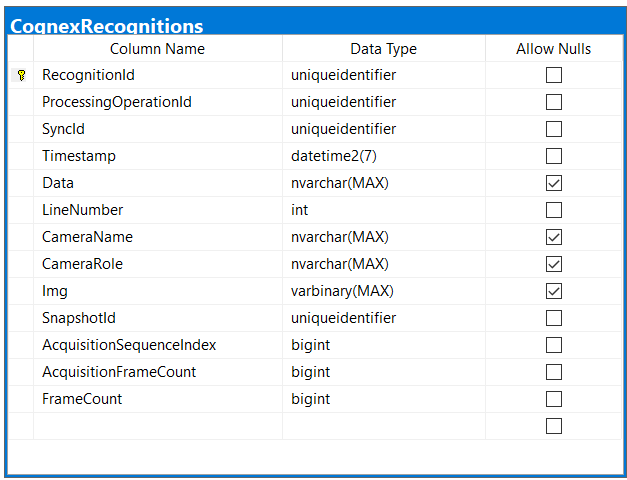 CognexRecognitions
Column Name Data Type Allow Nulls
RecognitionId uniqueidentifier
ProcessingOperationId uniqueidentifier
SyncId uniqueidentifier
Timestamp datetime2(7)
Data nvarchar(MAX)
LineNumber int
CameraName nvarchar(MAX)
CameraRole nvarchar(MAX)
Img varbinary(MAX)
SnapshotId uniqueidentifier
AcquisitionSequenceIndex bigint
AcquisitionFrameCount bigint
FrameCount bigint